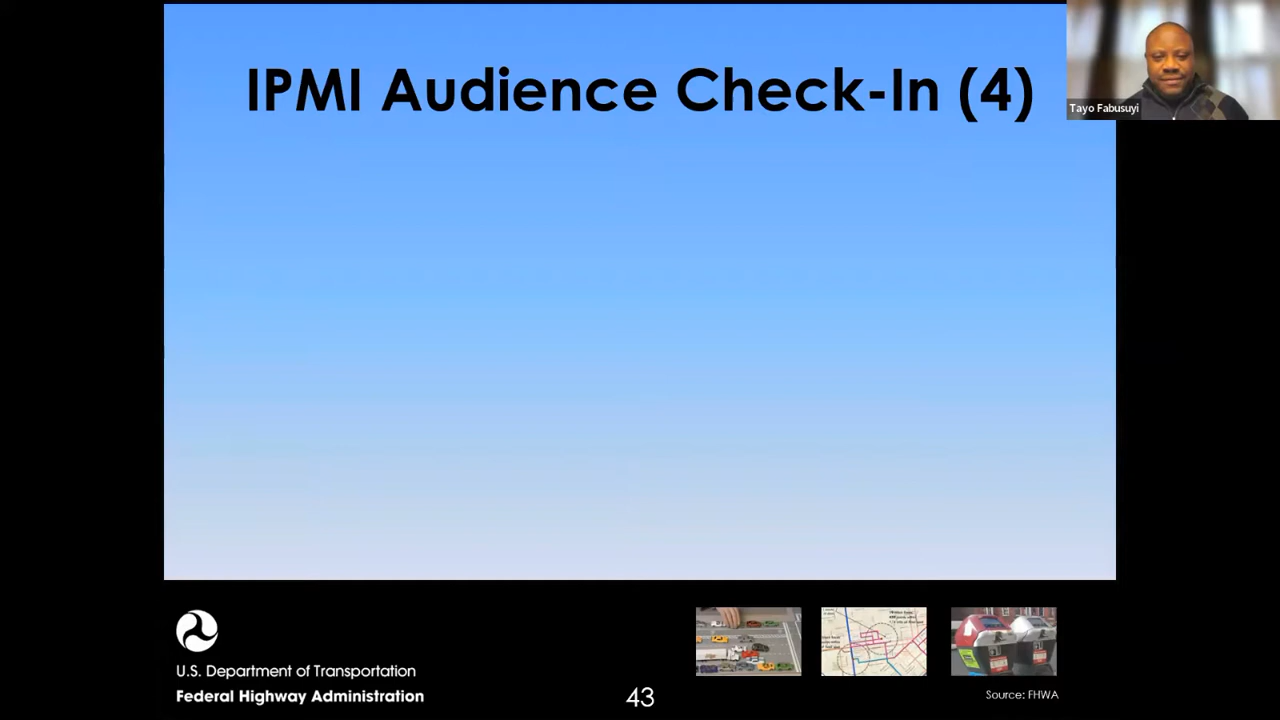 IPMI Audience Check-In (4)
Tayo Fabusuyi
U.S. Department of Transportation
Federal Highway Administration
43
Source: FHWA